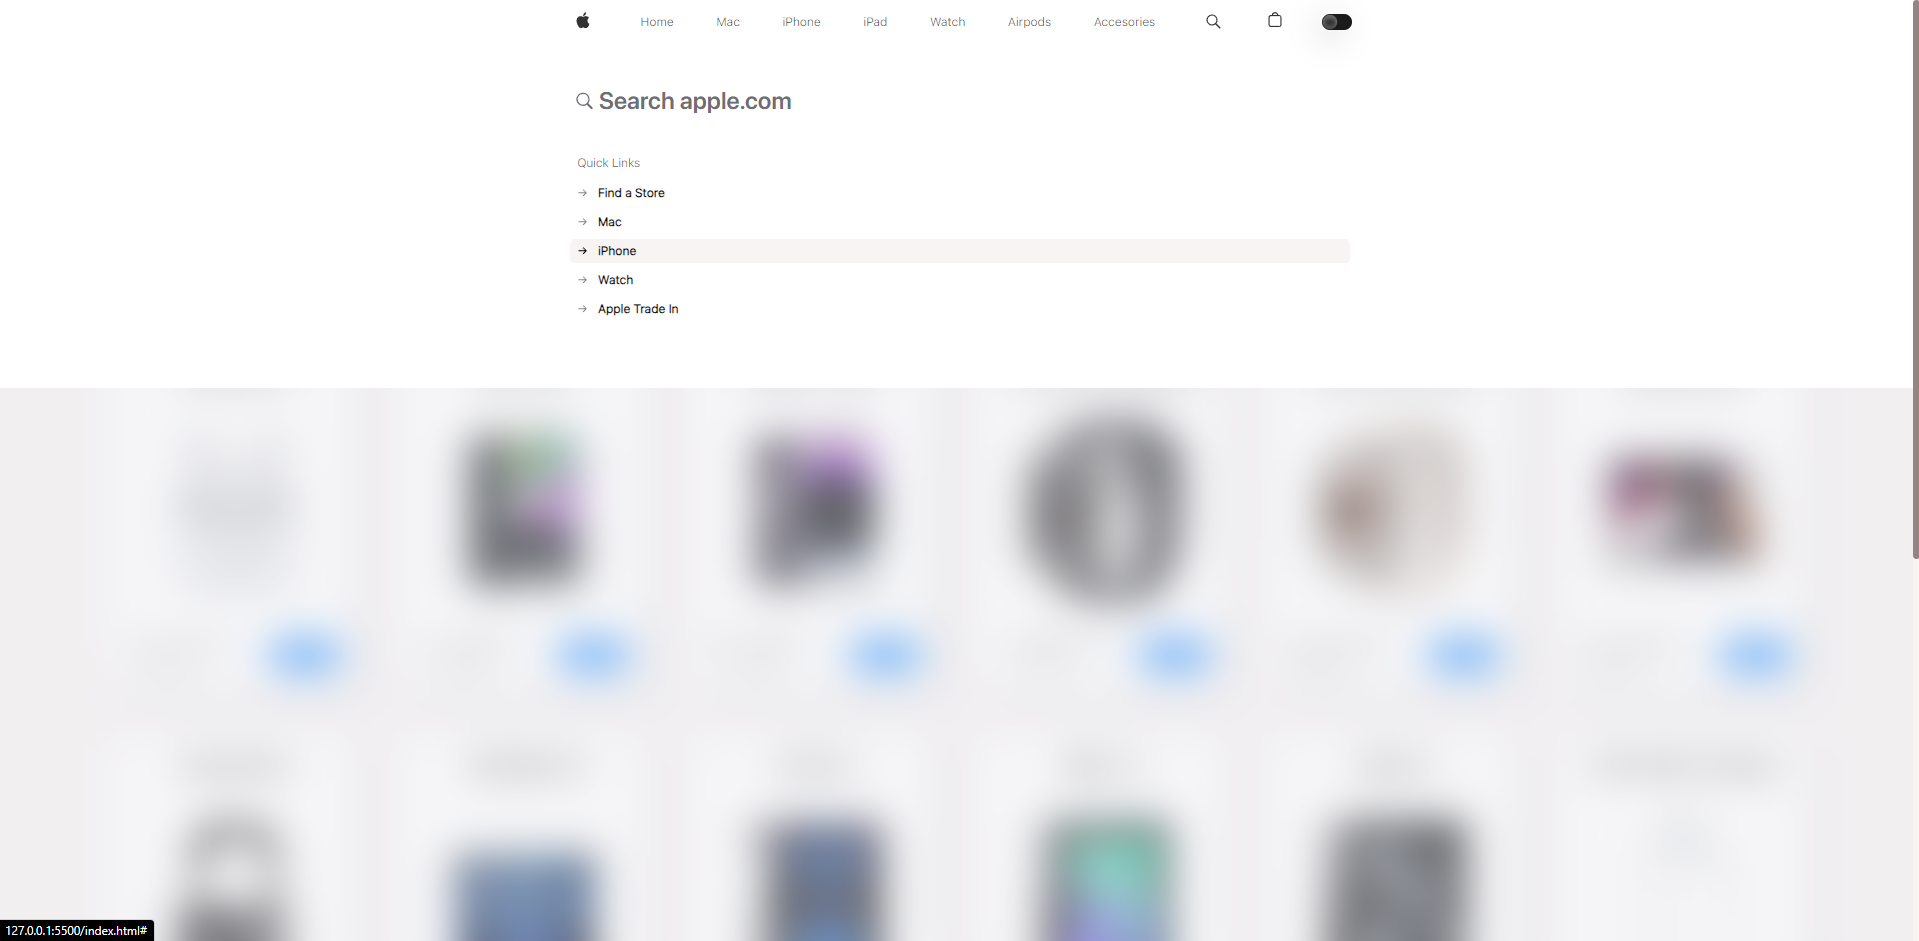 Home Mac iPhone iPad Watch Airpods Accesories
Search apple.com
Quick Links
Find a Store
Mac
iPhone
Watch
Apple Trade In
127.0.0.1:5500/index.html#